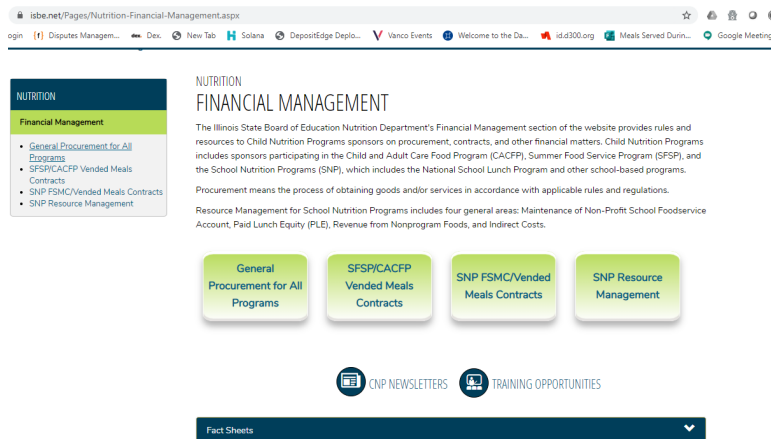 isbe.net/Pages/Nutrition-Financial-Management.aspx
ogin {f} Disputes Managem... Dex. New Tab H Solana DepositEdge Deplo... V Vanco Events Welcome to the Da... id.d300.org Meals Served Durin... Google Meeting
NUTRITION
Financial Management
General Procurement for All
Programs
SFSP/CACFP Vended Meals
Contracts
SNP FSMC/Vended Meals Contracts
SNP Resource Management
NUTRITION
FINANCIAL MANAGEMENT
The Illinois State Board of Education Nutrition Department's Financial Management section of the website provides rules and
resources to Child Nutrition Programs sponsors on procurement, contracts, and other financial matters. Child Nutrition Programs
includes sponsors participating in the Child and Adult Care Food Program (CACFP), Summer Food Service Program (SFSP), and
the School Nutrition Programs (SNP), which includes the National School Lunch Program and other school-based programs.
Procurement means the process of obtaining goods and/or services in accordance with applicable rules and regulations.
Resource Management for School Nutrition Programs includes four general areas: Maintenance of Non-Profit School Foodservice
Account, Paid Lunch Equity (PLE), Revenue from Nonprogram Foods, and Indirect Costs.
General
Procurement for All
Programs
SFSP/CACFP
Vended Meals
Contracts
SNP FSMC/Vended
Meals Contracts
SNP Resource
Management
CNP NEWSLETTERS
TRAINING OPPORTUNITIES
Fact Sheets